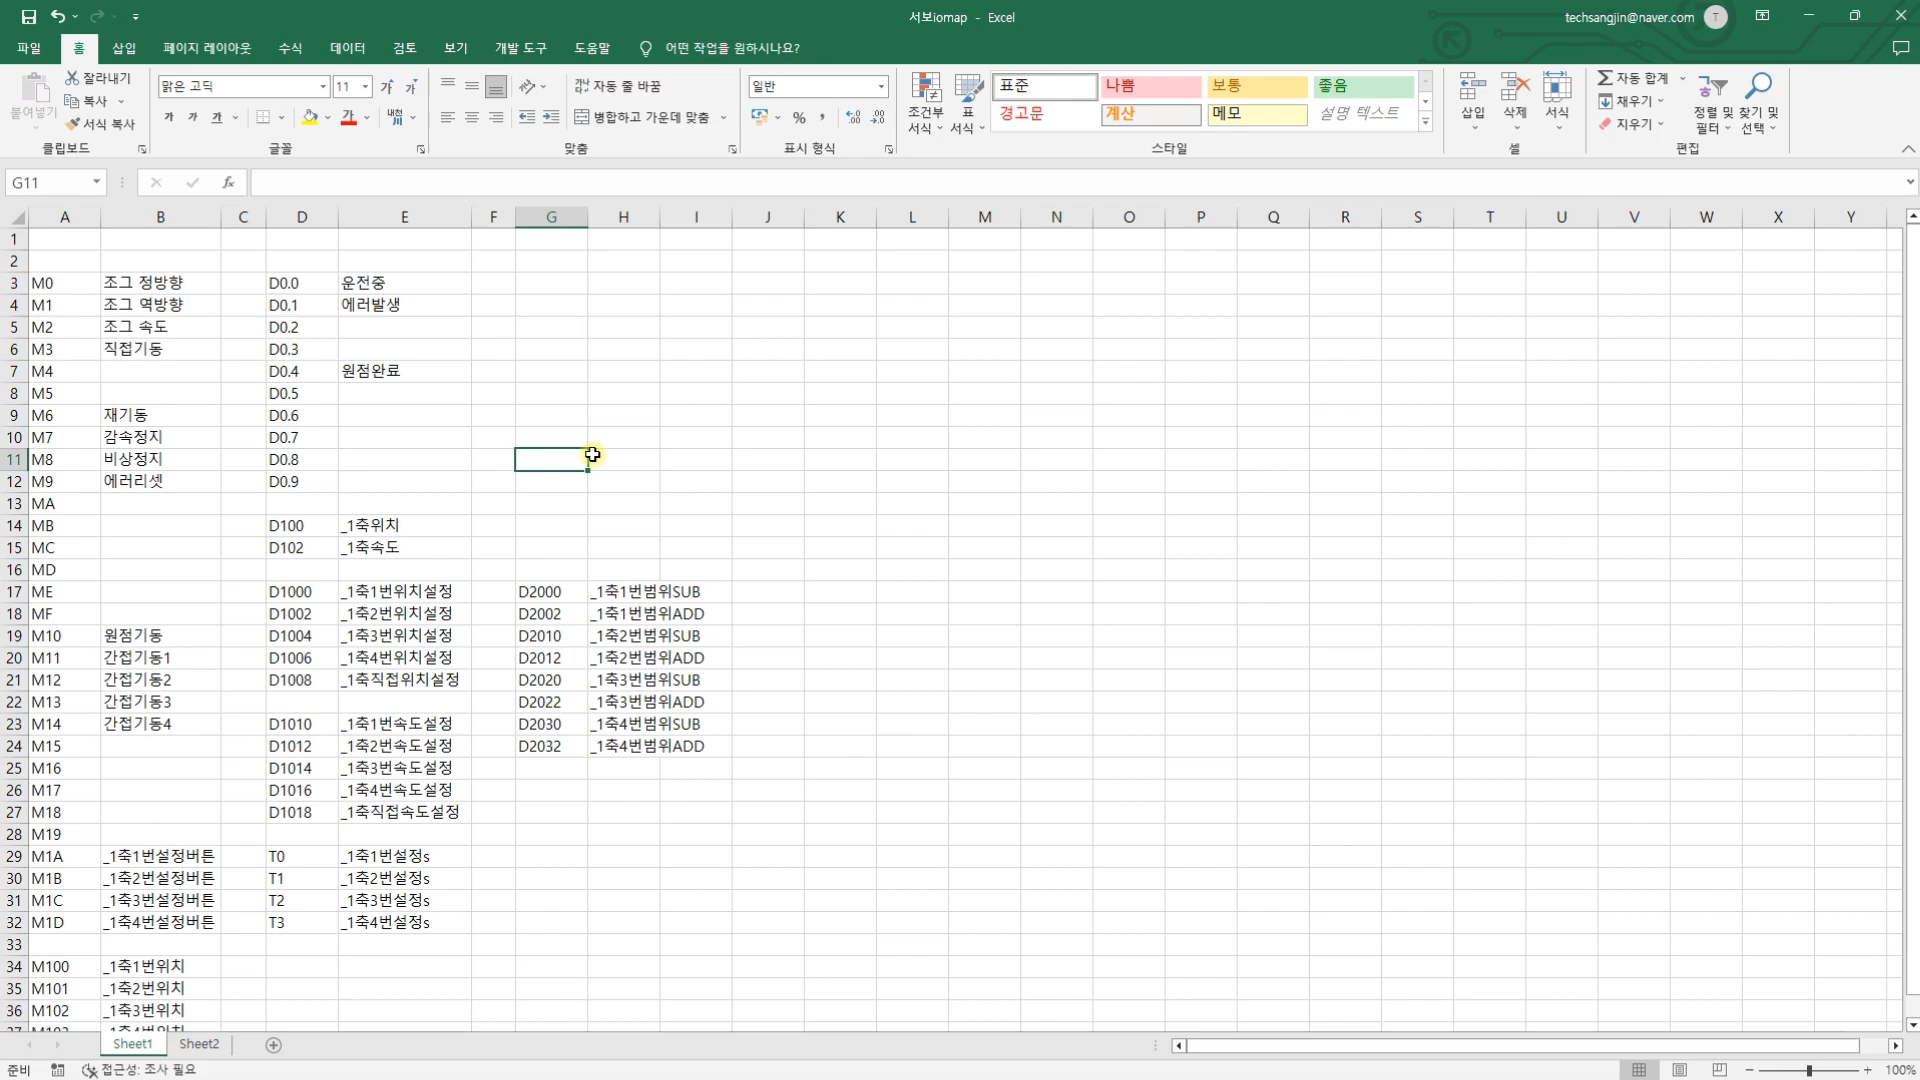 서보iomap - Excel
techsangjin@naver.com T
파일 홈 삽입 페이지 레이아웃 수식 데이터 검토 보기 개발 도구 도움말 어떤 작업을 원하시나요?
붙여넣기
잘라내기
복사
서식 복사
클립보드
맑은 고딕 11
가 가 가 가 내천
글꼴
자동 줄 바꿈
병합하고 가운데 맞춤
맞춤
일반
% ,
표시 형식
조건부 서식
표 서식
표준 나쁨 보통 좋음
경고문 계산 메모 설명 텍스트
스타일
삽입 삭제 서식
셀
자동 합계
채우기
지우기
정렬 및 필터
찾기 및 선택
편집
G11 fx
A B C D E F G H I J K L M N O P Q R S T U V W X Y
1
2
3 M0 조그 정방향 D0.0 운전중
4 M1 조그 역방향 D0.1 에러발생
5 M2 조그 속도 D0.2
6 M3 직접기동 D0.3
7 M4 D0.4 원점완료
8 M5 D0.5
9 M6 재기동 D0.6
10 M7 감속정지 D0.7
11 M8 비상정지 D0.8
12 M9 에러리셋 D0.9
13 MA
14 MB D100 _1축위치
15 MC D102 _1축속도
16 MD
17 ME D1000 _1축1번위치설정 D2000 _1축1번범위SUB
18 MF D1002 _1축2번위치설정 D2002 _1축1번범위ADD
19 M10 원점기동 D1004 _1축3번위치설정 D2010 _1축2번범위SUB
20 M11 간접기동1 D1006 _1축4번위치설정 D2012 _1축2번범위ADD
21 M12 간접기동2 D1008 _1축직접위치설정 D2020 _1축3번범위SUB
22 M13 간접기동3 D2022 _1축3번범위ADD
23 M14 간접기동4 D1010 _1축1번속도설정 D2030 _1축4번범위SUB
24 M15 D1012 _1축2번속도설정 D2032 _1축4번범위ADD
25 M16 D1014 _1축3번속도설정
26 M17 D1016 _1축4번속도설정
27 M18 D1018 _1축직접속도설정
28 M19
29 M1A _1축1번설정버튼 T0 _1축1번설정s
30 M1B _1축2번설정버튼 T1 _1축2번설정s
31 M1C _1축3번설정버튼 T2 _1축3번설정s
32 M1D _1축4번설정버튼 T3 _1축4번설정s
33
34 M100 _1축1번위치
35 M101 _1축2번위치
36 M102 _1축3번위치
37 M103 _1축4번위치
Sheet1 Sheet2
준비 접근성: 조사 필요 100%